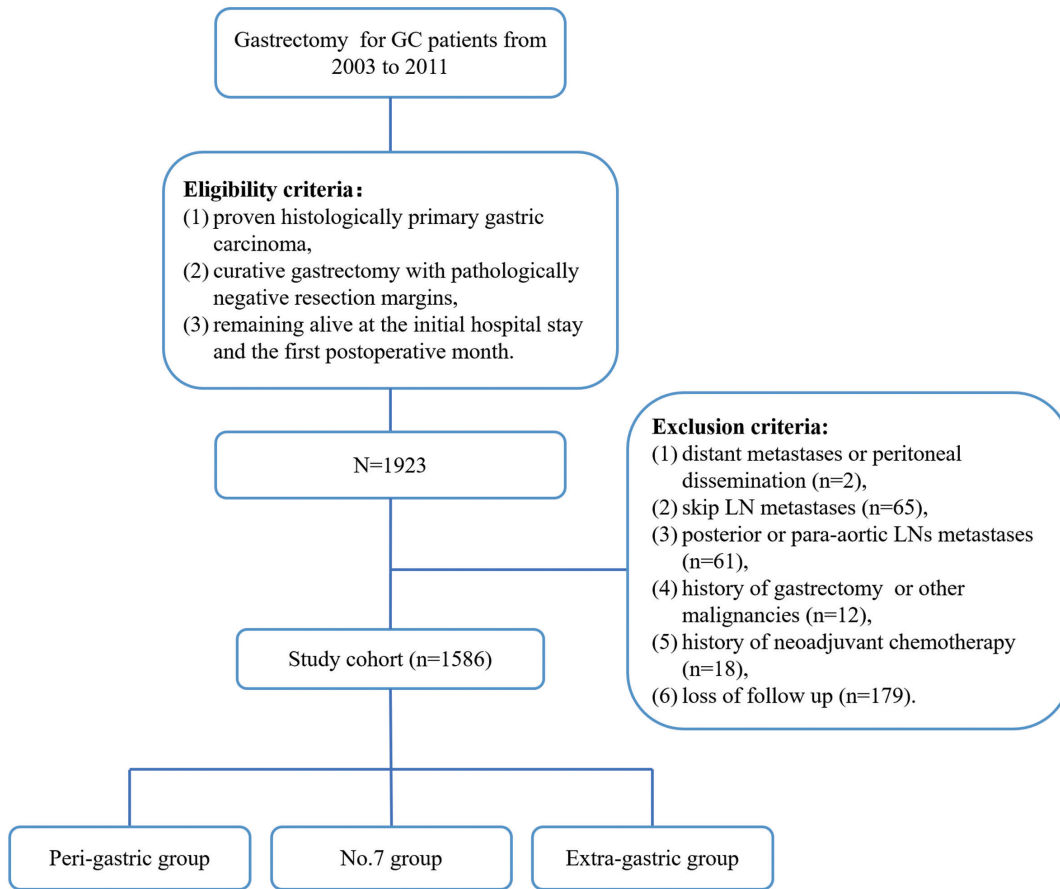 Gastrectomy for GC patients from
2003 to 2011
Eligibility criteria:
(1) proven histologically primary gastric
carcinoma,
(2) curative gastrectomy with pathologically
negative resection margins,
(3) remaining alive at the initial hospital stay
and the first postoperative month.
N=1923
Exclusion criteria:
(1) distant metastases or peritoneal
dissemination (n=2),
(2) skip LN metastases (n=65),
(3) posterior or para-aortic LNs metastases
(n=61),
(4) history of gastrectomy or other
malignancies (n=12),
(5) history of neoadjuvant chemotherapy
(n=18),
(6) loss of follow up (n=179).
Study cohort (n=1586)
Peri-gastric group
No.7 group
Extra-gastric group